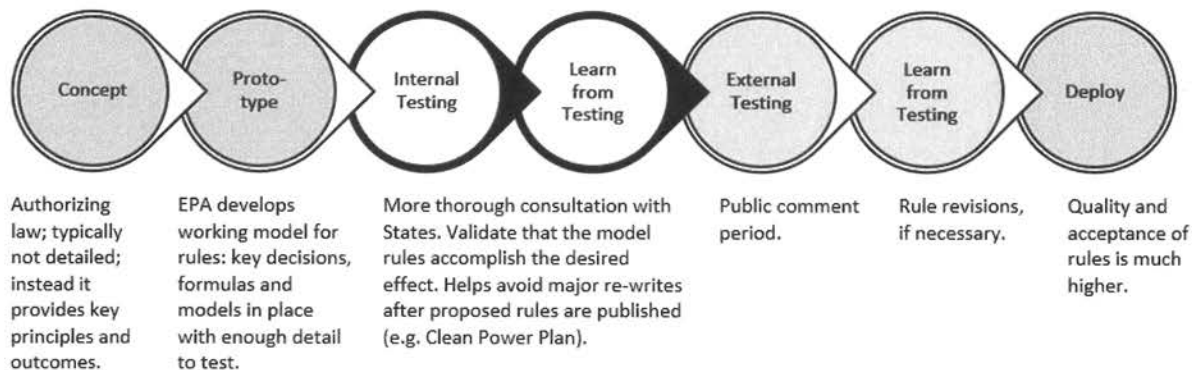 Concept
Proto-
type
Internal
Testing
Learn
from
Testing
External
Testing
Learn
from
Testing
Deploy
Authorizing
law; typically
not detailed;
instead it
provides key
principles and
outcomes.
EPA develops
working model for
rules: key decisions,
formulas and
models in place
with enough detail
to test.
More thorough consultation with
States. Validate that the model
rules accomplish the desired
effect. Helps avoid major re-writes
after proposed rules are published
(e.g. Clean Power Plan).
Public comment
period.
Rule revisions,
if necessary.
Quality and
acceptance of
rules is much
higher.